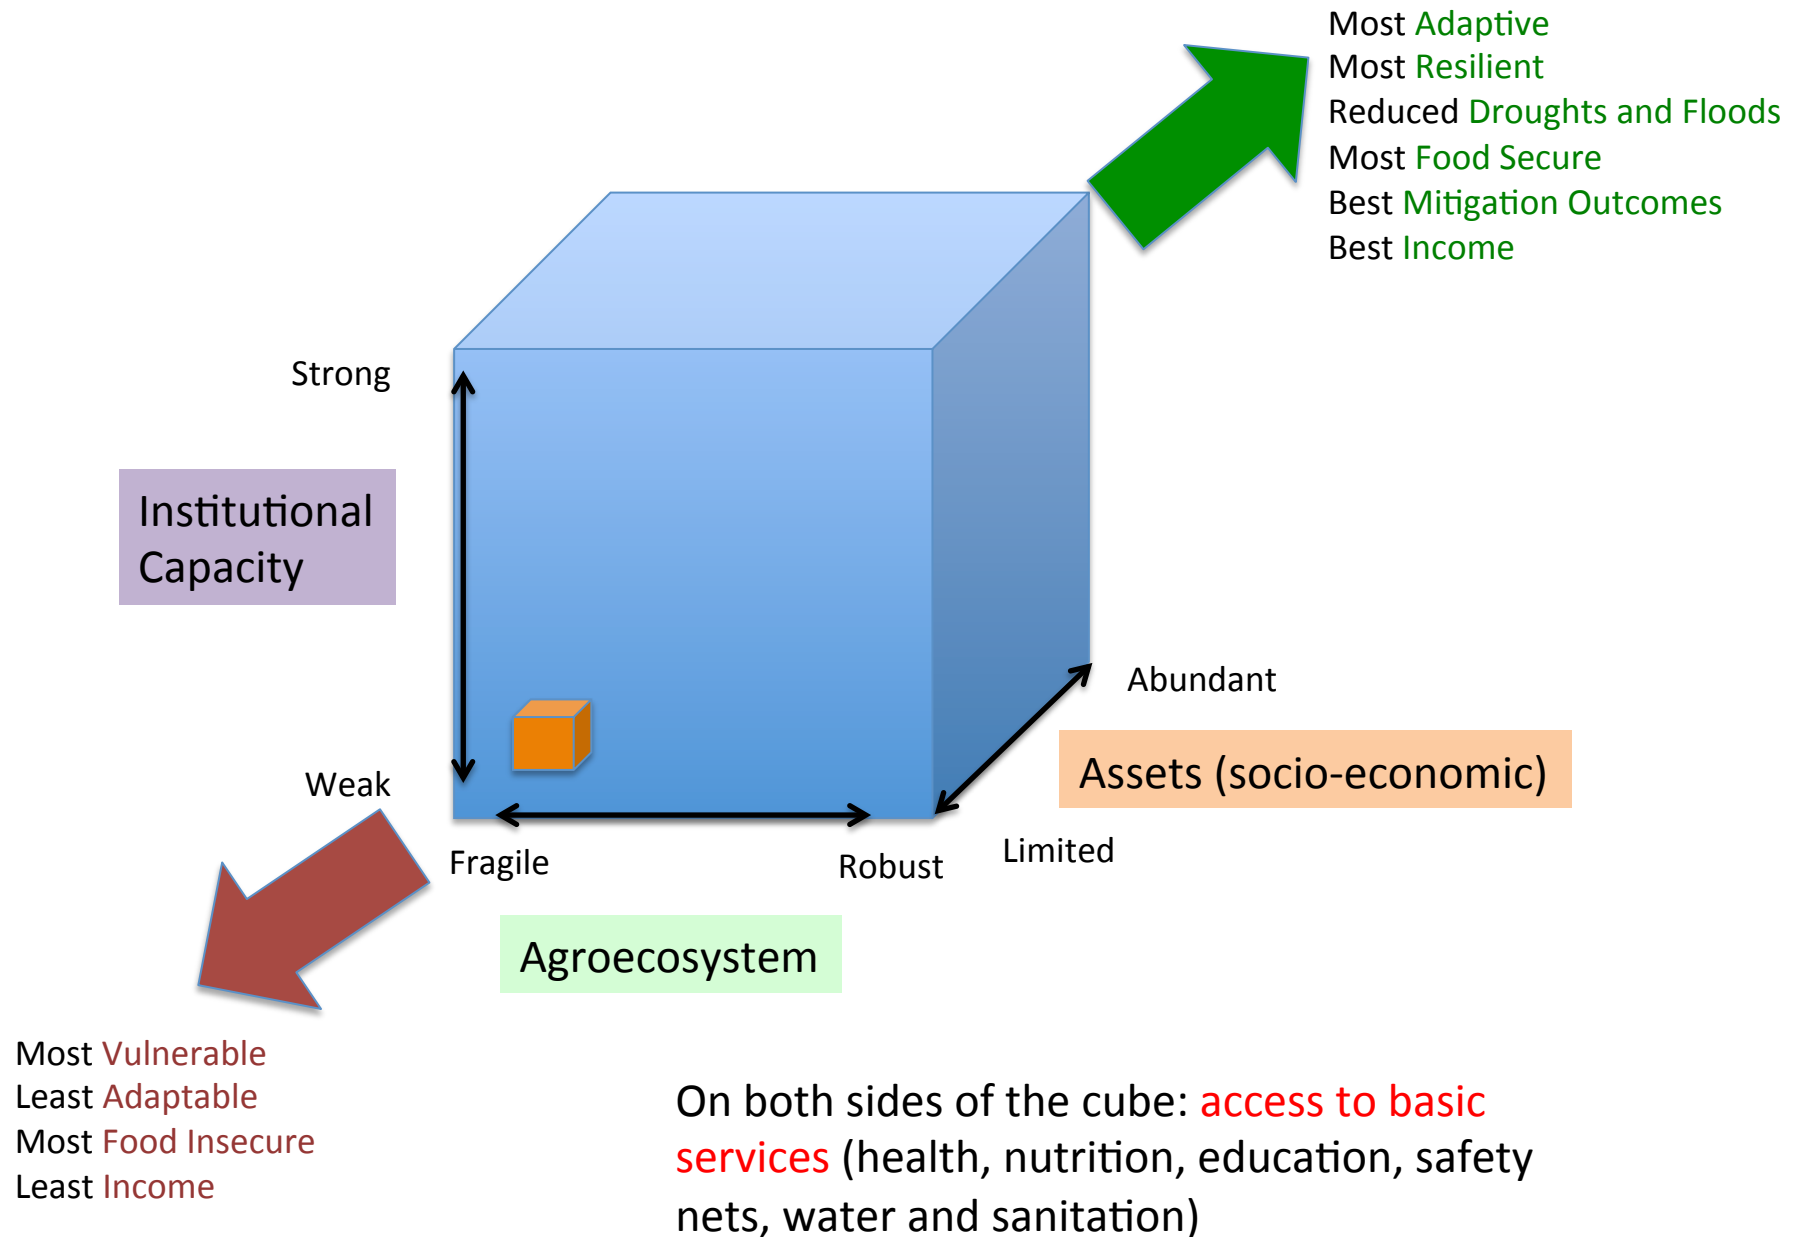 Most Adaptive
Most Resilient
Reduced Droughts and Floods
Most Food Secure
Best Mitigation Outcomes
Best Income
Strong
Institutional
Capacity
Weak
Abundant
Assets (socio-economic)
Limited
Fragile
Robust
Agroecosystem
Most Vulnerable
Least Adaptable
Most Food Insecure
Least Income
On both sides of the cube: access to basic
services (health, nutrition, education, safety
nets, water and sanitation)